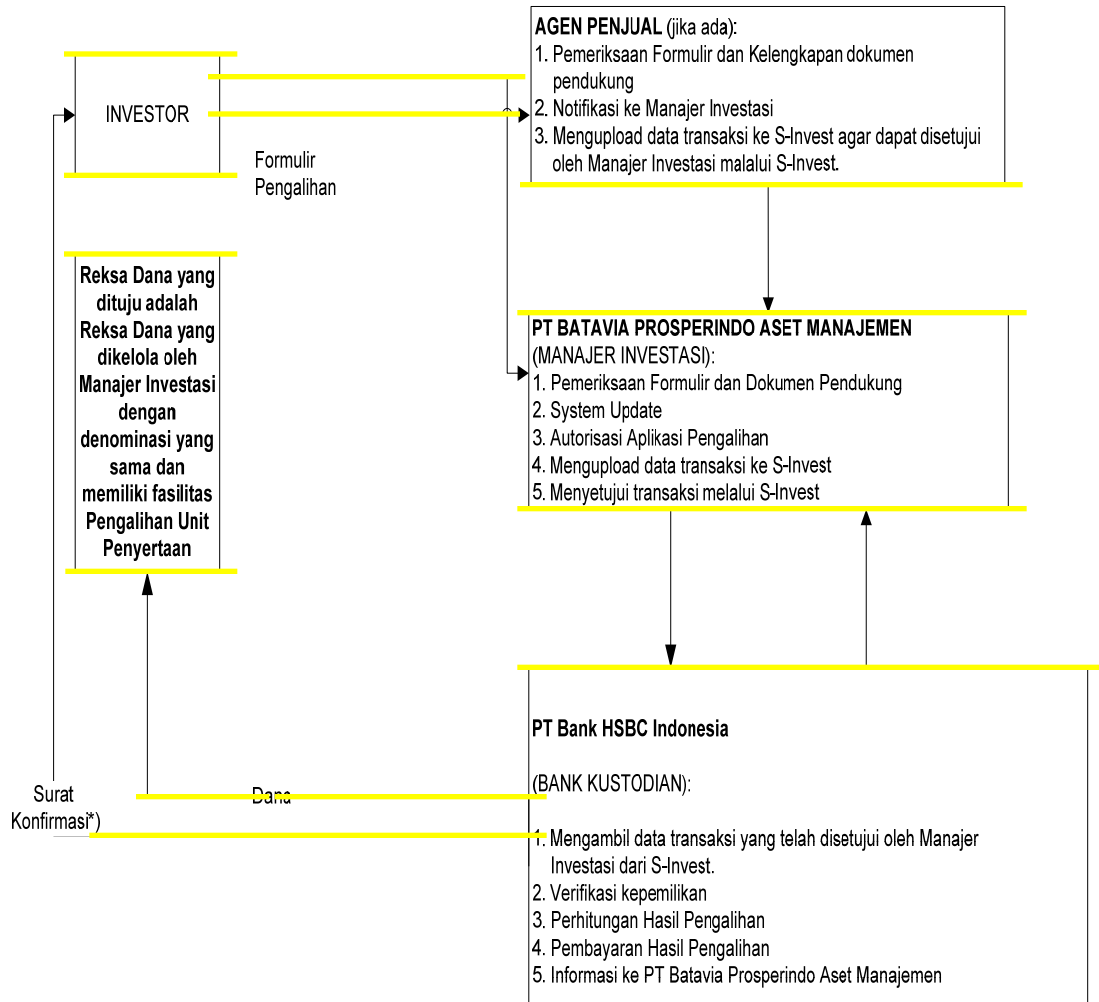 AGEN PENJUAL (jika ada):
1. Pemeriksaan Formulir dan Kelengkapan dokumen
pendukung
2. Notifikasi ke Manajer Investasi
3. Mengupload data transaksi ke S-Invest agar dapat disetujui
oleh Manajer Investasi malalui S-Invest.
INVESTOR
Formulir
Pengalihan
Reksa Dana yang
dituju adalah
Reksa Dana yang
dikelola oleh
Manajer Investasi
dengan
denominasi yang
sama dan
memiliki fasilitas
Pengalihan Unit
Penyertaan
PT BATAVIA PROSPERINDO ASET MANAJEMEN
(MANAJER INVESTASI):
1. Pemeriksaan Formulir dan Dokumen Pendukung
2. System Update
3. Autorisasi Aplikasi Pengalihan
4. Mengupload data transaksi ke S-Invest
5. Menyetujui transaksi melalui S-Invest
PT Bank HSBC Indonesia
(BANK KUSTODIAN):
1. Mengambil data transaksi yang telah disetujui oleh Manajer
Investasi dari S-Invest.
2. Verifikasi kepemilikan
3. Perhitungan Hasil Pengalihan
4. Pembayaran Hasil Pengalihan
5. Informasi ke PT Batavia Prosperindo Aset Manajemen
Dana
Surat
Konfirmasi*)